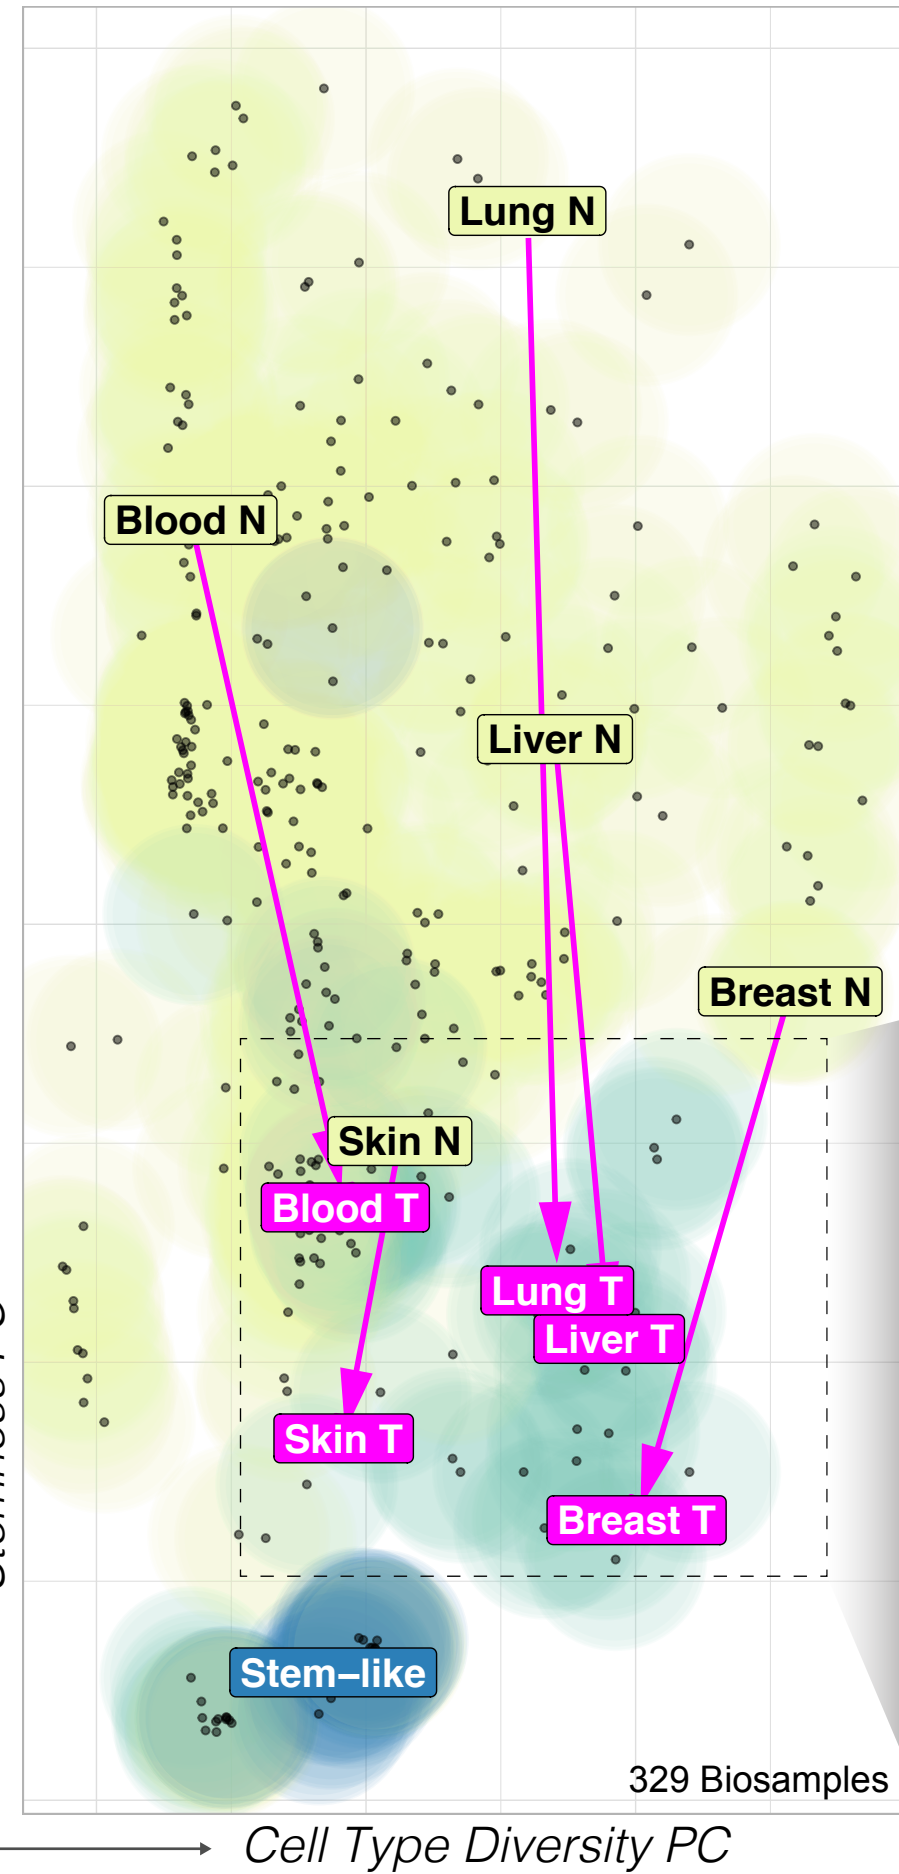 Lung N
Blood N
Liver N
Breast N
Skin N
Blood T
Lung T
Liver T
Skin T
Breast T
Stem–like
329 Biosamples
Cell Type Diversity PC